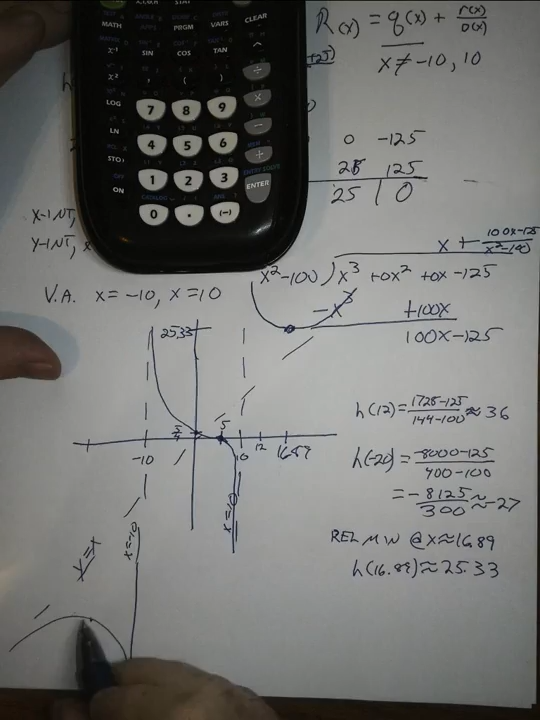 R(x) = q(x) + r(x)/D(x)
x ≠ -10, 10
0 -125
25 125
25 | 0
CLEAR
MATH PRGM VARS
x⁻¹ SIN COS TAN ^
x² , ( ) ÷
LOG 7 8 9 ×
LN 4 5 6 −
STO 1 2 3 +
ON 0 . (−) ENTER
X-INT,
Y-INT,
x + 100x-125/x²-100
x²-100 ) x³ + 0x² + 0x - 125
-x³ +100x
100x-125
V.A. x = -10, x = 10
25.33
5/4
5
-10 10 12 16.89
x=10
y=x
x=-10
h(12) = 1728-125/144-100 ≈ 36
h(-20) = -8000-125/400-100
= -8125/300 ≈ -27
REL MIN @ x ≈ 16.89
h(16.89) ≈ 25.33